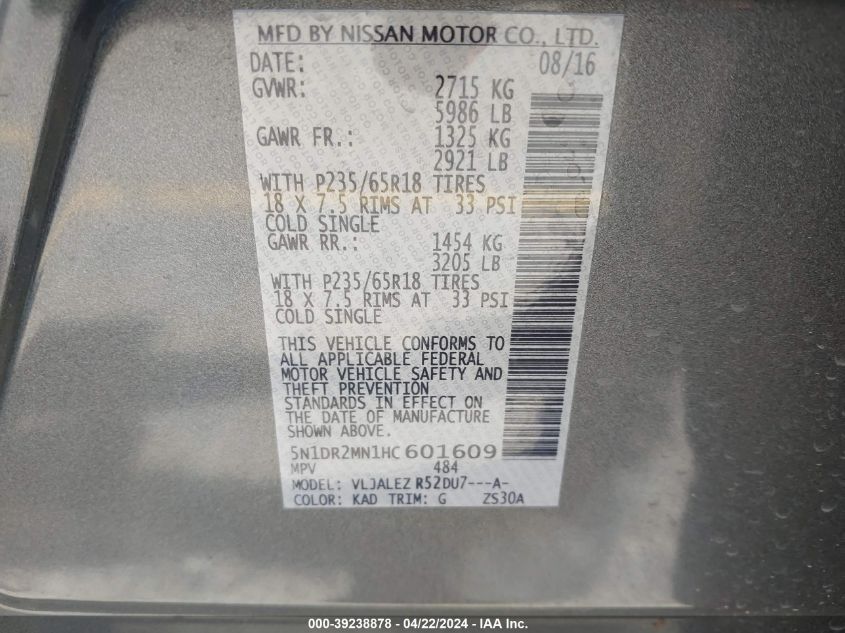 MFD BY NISSAN MOTOR CO., LTD.
DATE: 08/16
GVWR: 2715 KG
5986 LB
GAWR FR.: 1325 KG
2921 LB
WITH P235/65R18 TIRES
18 X 7.5 RIMS AT 33 PSI
COLD SINGLE
GAWR RR.: 1454 KG
3205 LB
WITH P235/65R18 TIRES
18 X 7.5 RIMS AT 33 PSI
COLD SINGLE
THIS VEHICLE CONFORMS TO
ALL APPLICABLE FEDERAL
MOTOR VEHICLE SAFETY AND
THEFT PREVENTION
STANDARDS IN EFFECT ON
THE DATE OF MANUFACTURE
SHOWN ABOVE.
5N1DR2MN1HC 601609
MPV 484
MODEL: VLJALEZ R52DU7---A-
COLOR: KAD TRIM: G ZS30A
000-39238878 - 04/22/2024 - IAA Inc.